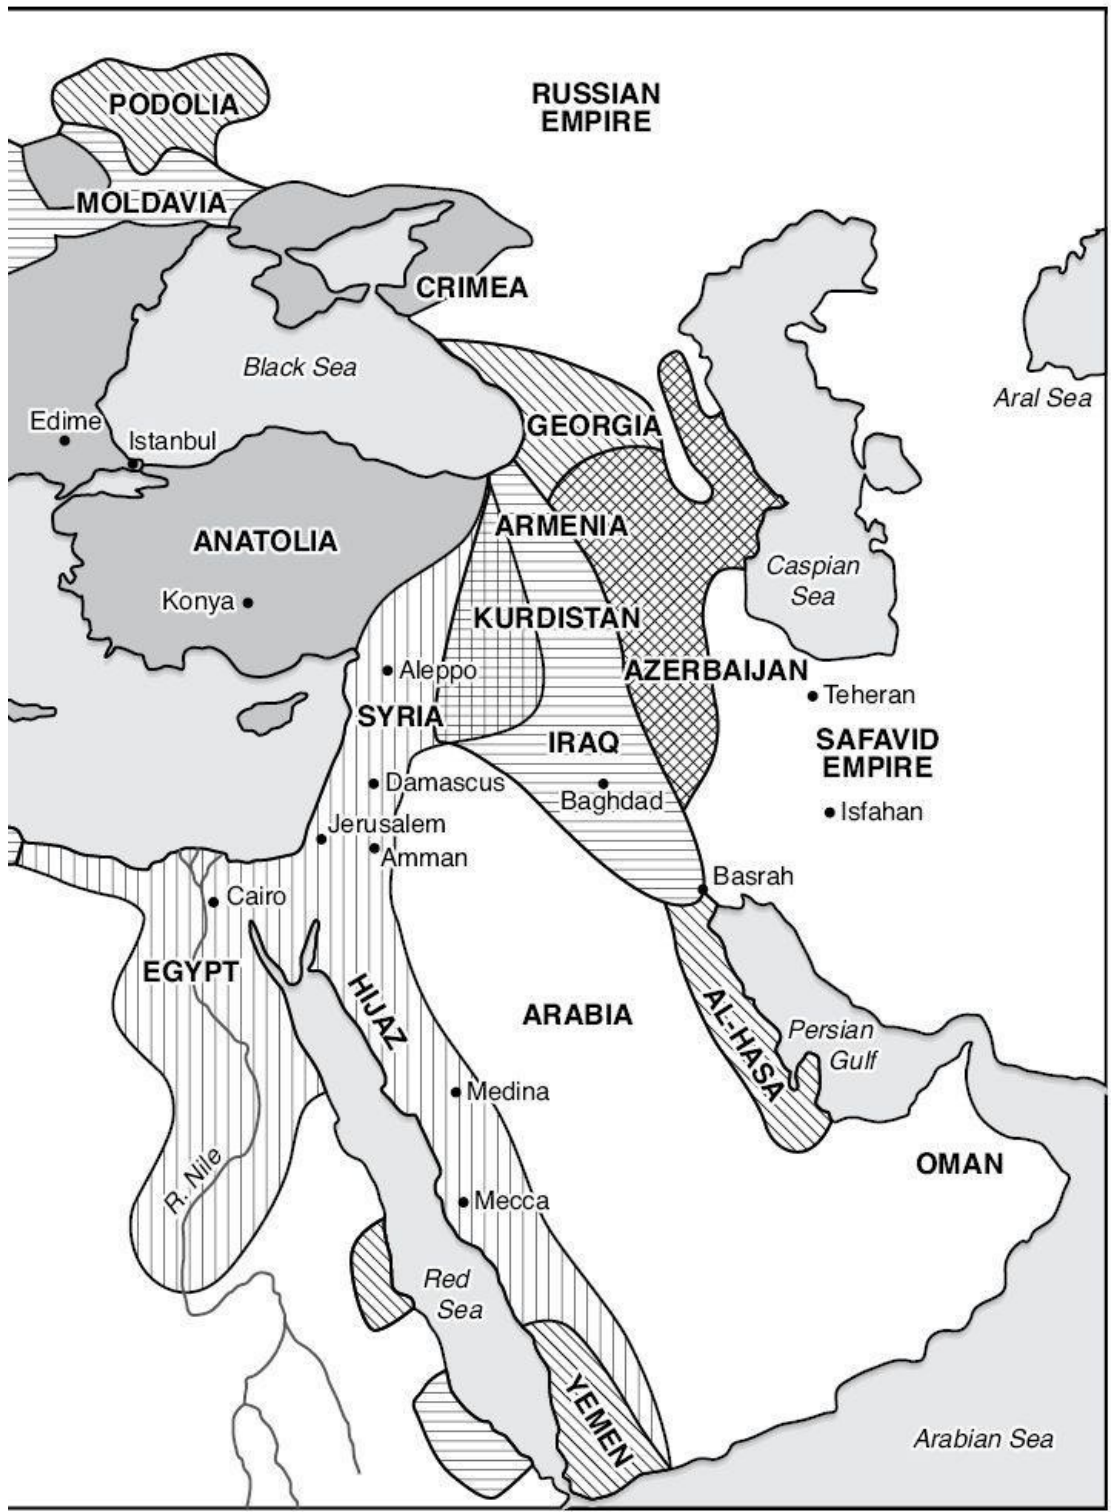 PODOLIA
RUSSIAN
EMPIRE
MOLDAVIA
CRIMEA
Black Sea
Aral Sea
Edime
Istanbul
GEORGIA
ANATOLIA
ARMENIA
Caspian
Sea
Konya
KURDISTAN
Aleppo
AZERBAIJAN
Teheran
SYRIA
IRAQ
SAFAVID
EMPIRE
Damascus
Baghdad
Isfahan
Jerusalem
Amman
Basrah
Cairo
EGYPT
HIJAZ
ARABIA
AL-HASA
Persian
Gulf
Medina
R. Nile
OMAN
Mecca
Red
Sea
YEMEN
Arabian Sea